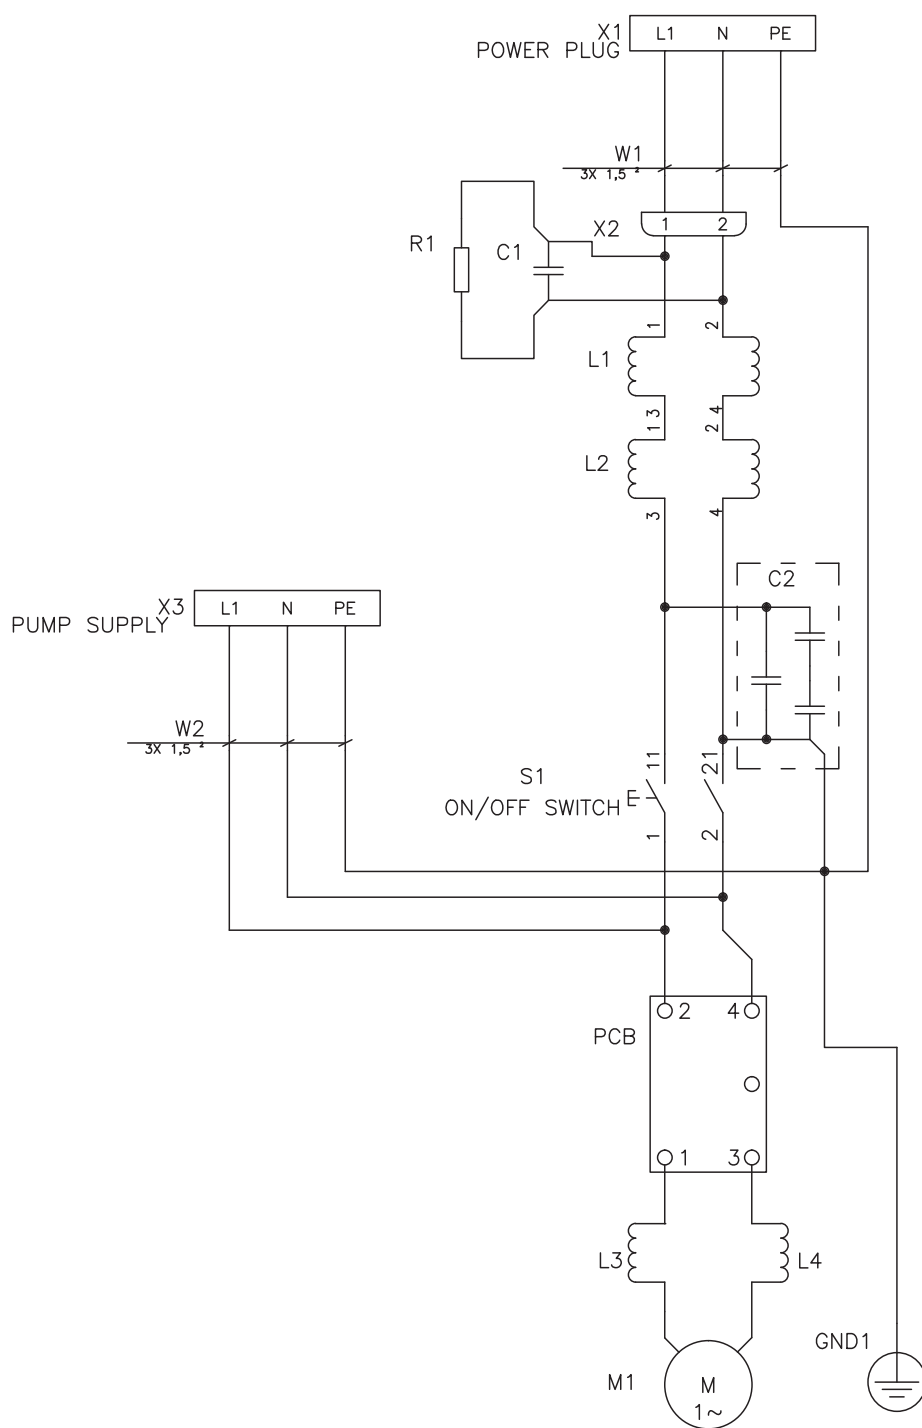 X1 L1 N PE
POWER PLUG
W1
3X 1,5 ²
X2 1 2
R1 C1
1 2
L1
3 4
1 2
L2
3 4
C2
X3 L1 N PE
PUMP SUPPLY
W2
3X 1,5 ²
11 21
S1
ON/OFF SWITCH E
1 2
2 4
PCB
1 3
L3 L4
GND1
M1 M
1~